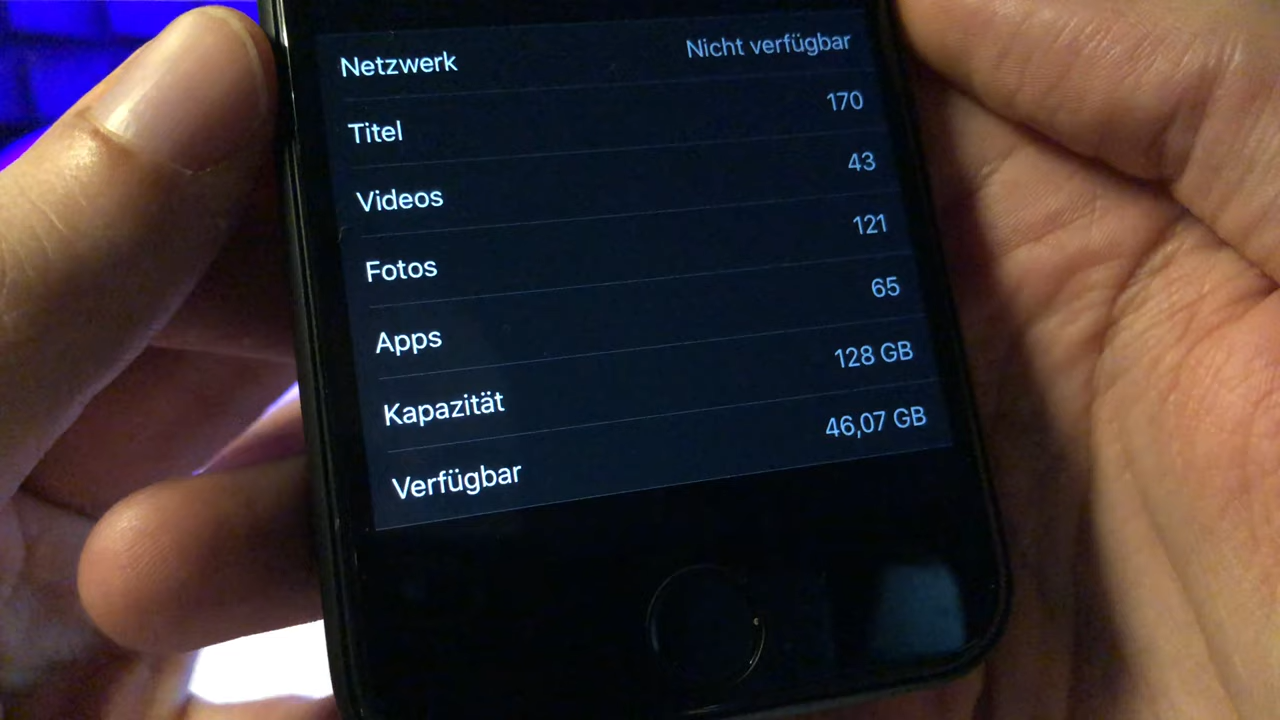 Netzwerk Nicht verfügbar
Titel 170
Videos 43
Fotos 121
Apps 65
Kapazität 128 GB
Verfügbar 46,07 GB